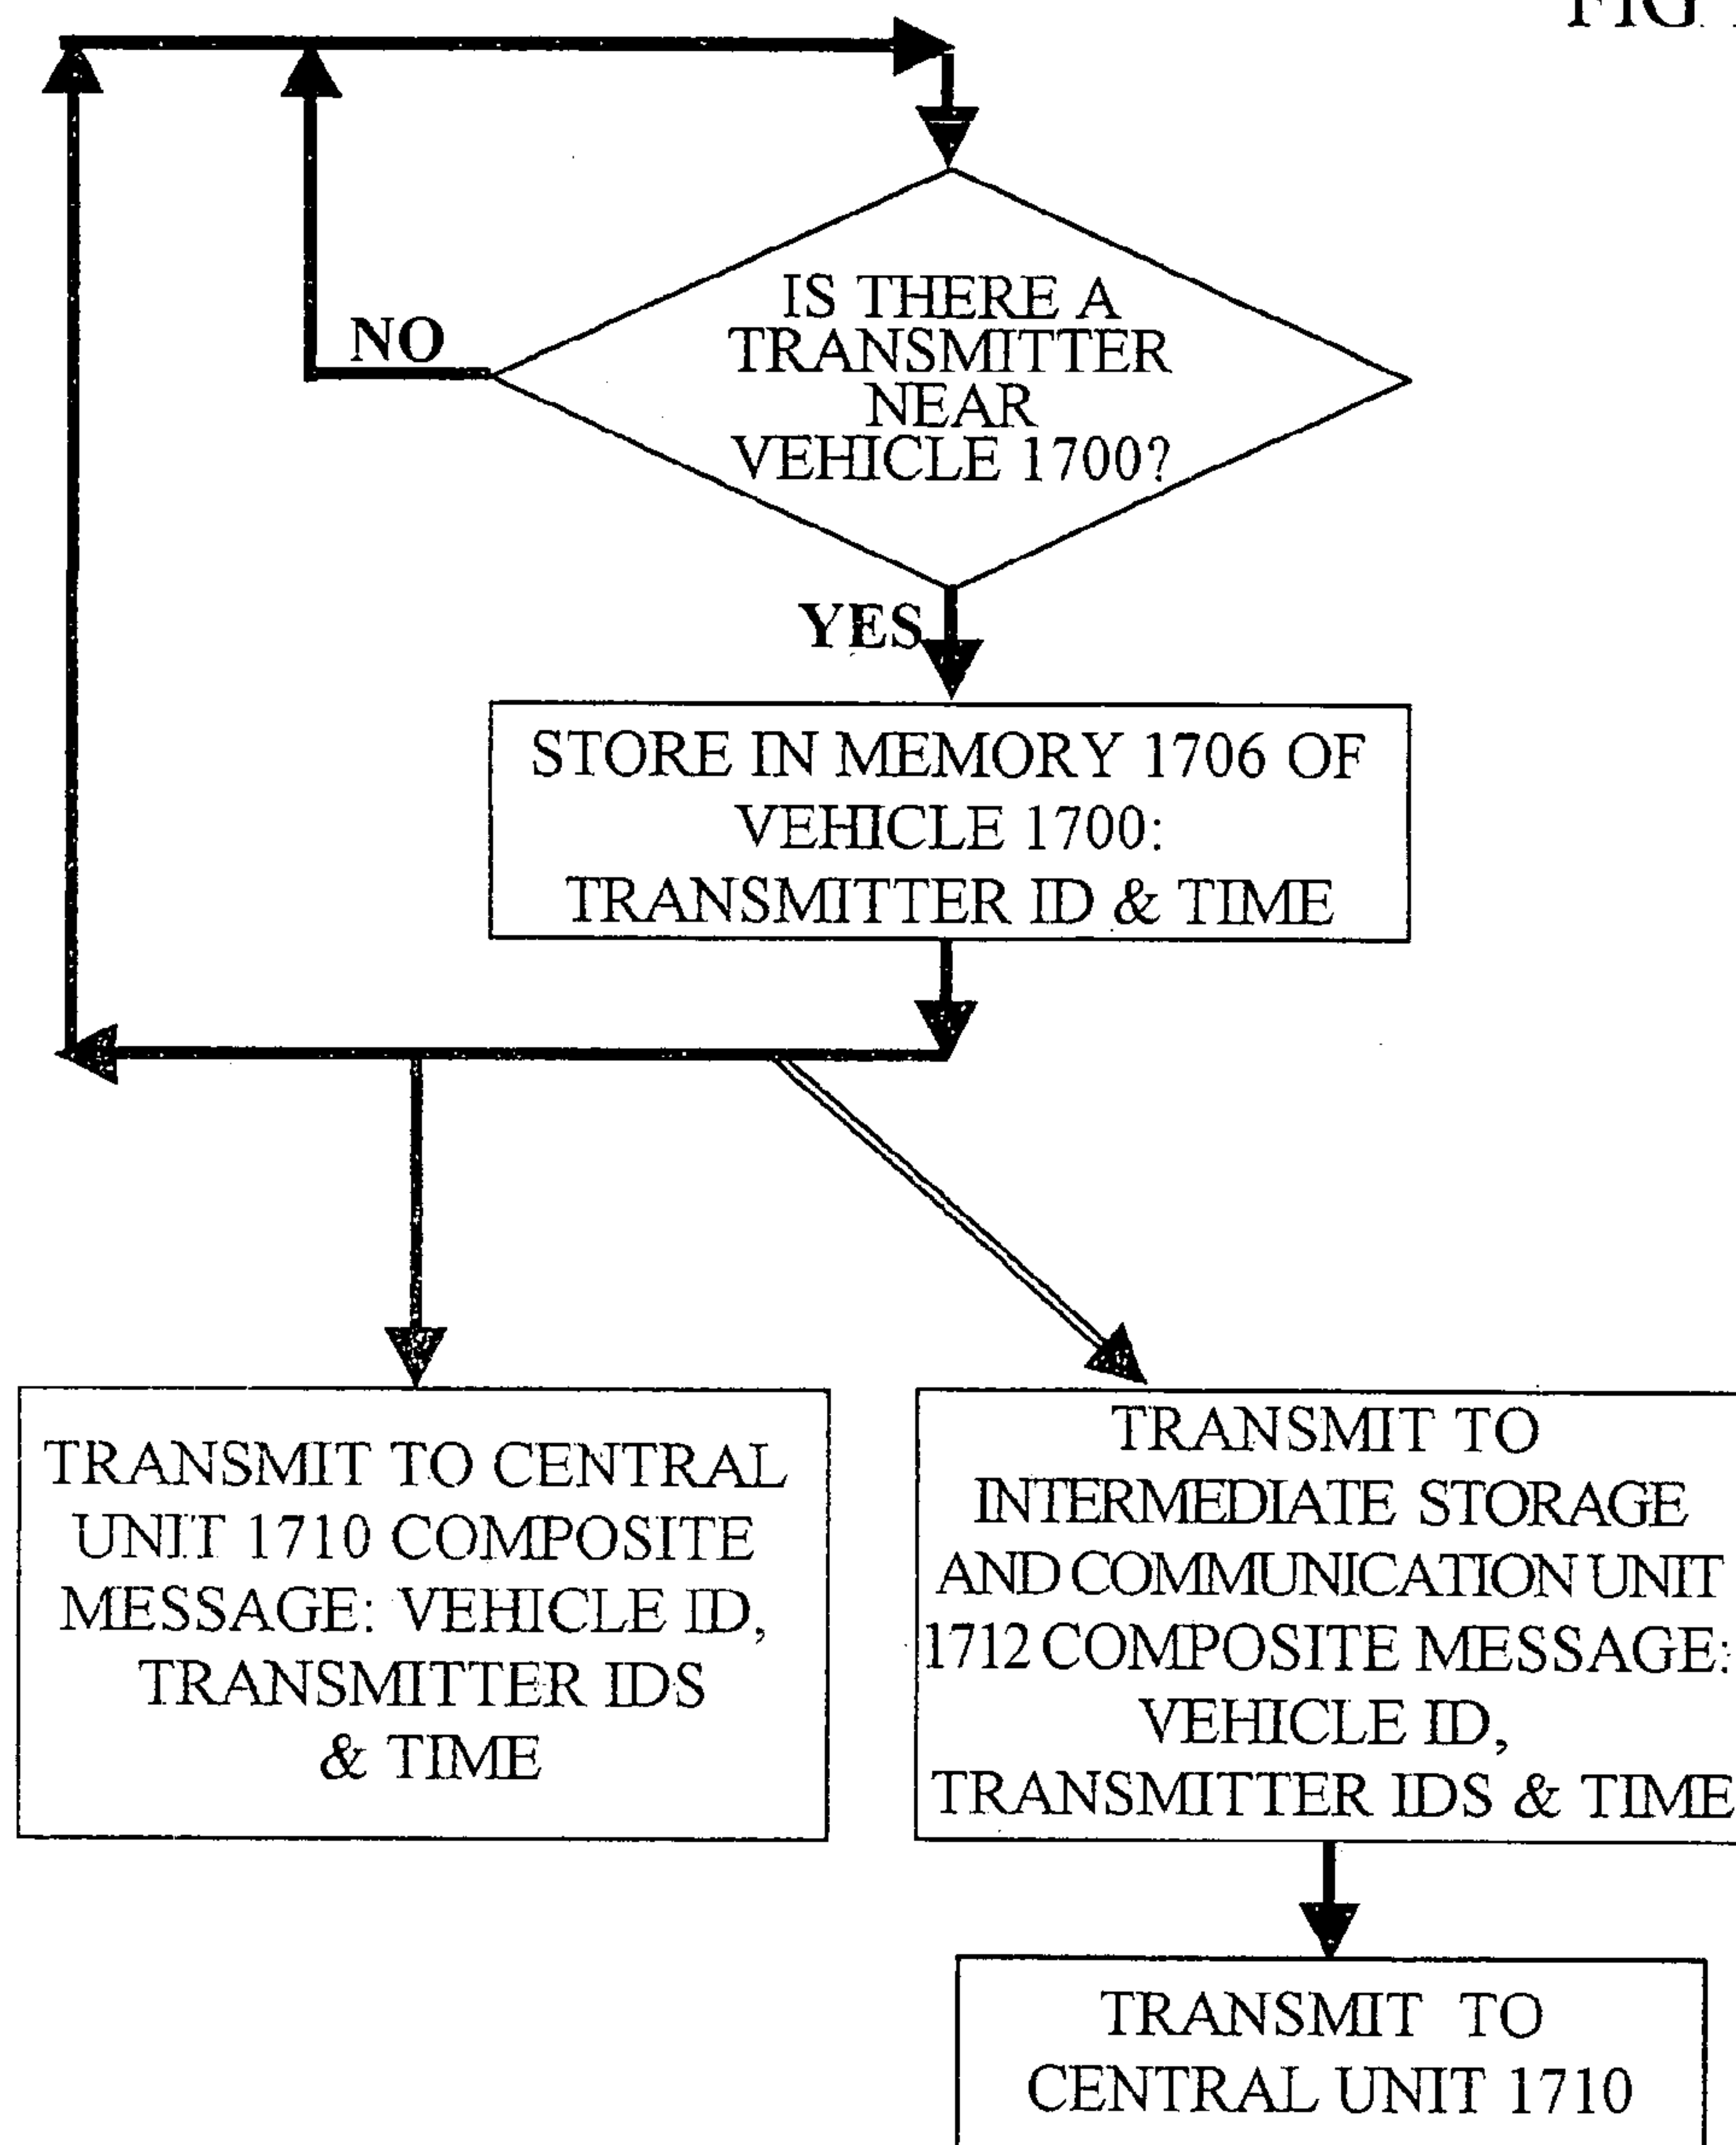 FIG
IS THERE A
TRANSMITTER
NEAR
VEHICLE 1700?
NO
YES
STORE IN MEMORY 1706 OF
VEHICLE 1700:
TRANSMITTER ID & TIME
TRANSMIT TO CENTRAL
UNIT 1710 COMPOSITE
MESSAGE: VEHICLE ID,
TRANSMITTER IDS
& TIME
TRANSMIT TO
INTERMEDIATE STORAGE
AND COMMUNICATION UNIT
1712 COMPOSITE MESSAGE:
VEHICLE ID,
TRANSMITTER IDS & TIME
TRANSMIT TO
CENTRAL UNIT 1710